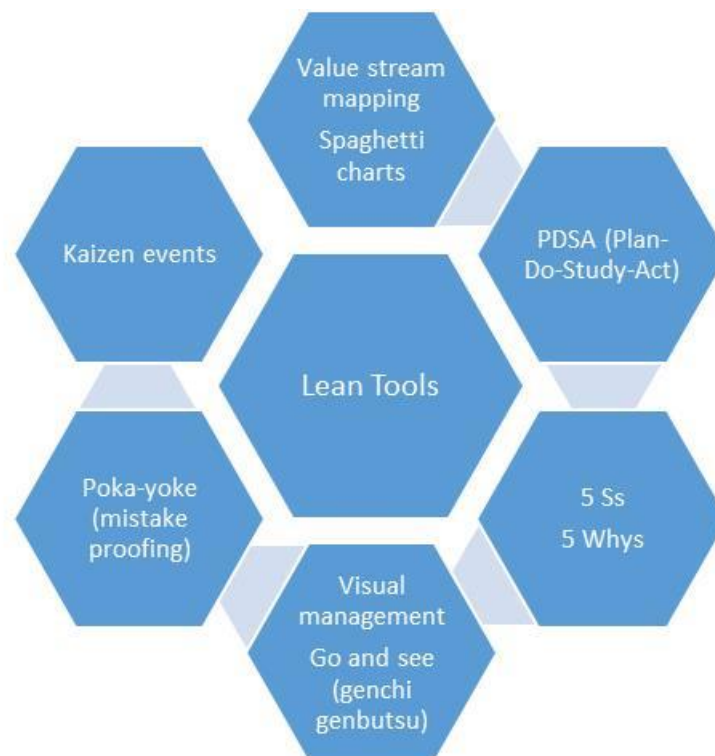 Value stream
mapping
Spaghetti
charts
PDSA (Plan-
Do-Study-Act)
5 Ss
5 Whys
Visual
management
Go and see
(genchi
genbutsu)
Poka-yoke
(mistake
proofing)
Kaizen events
Lean Tools